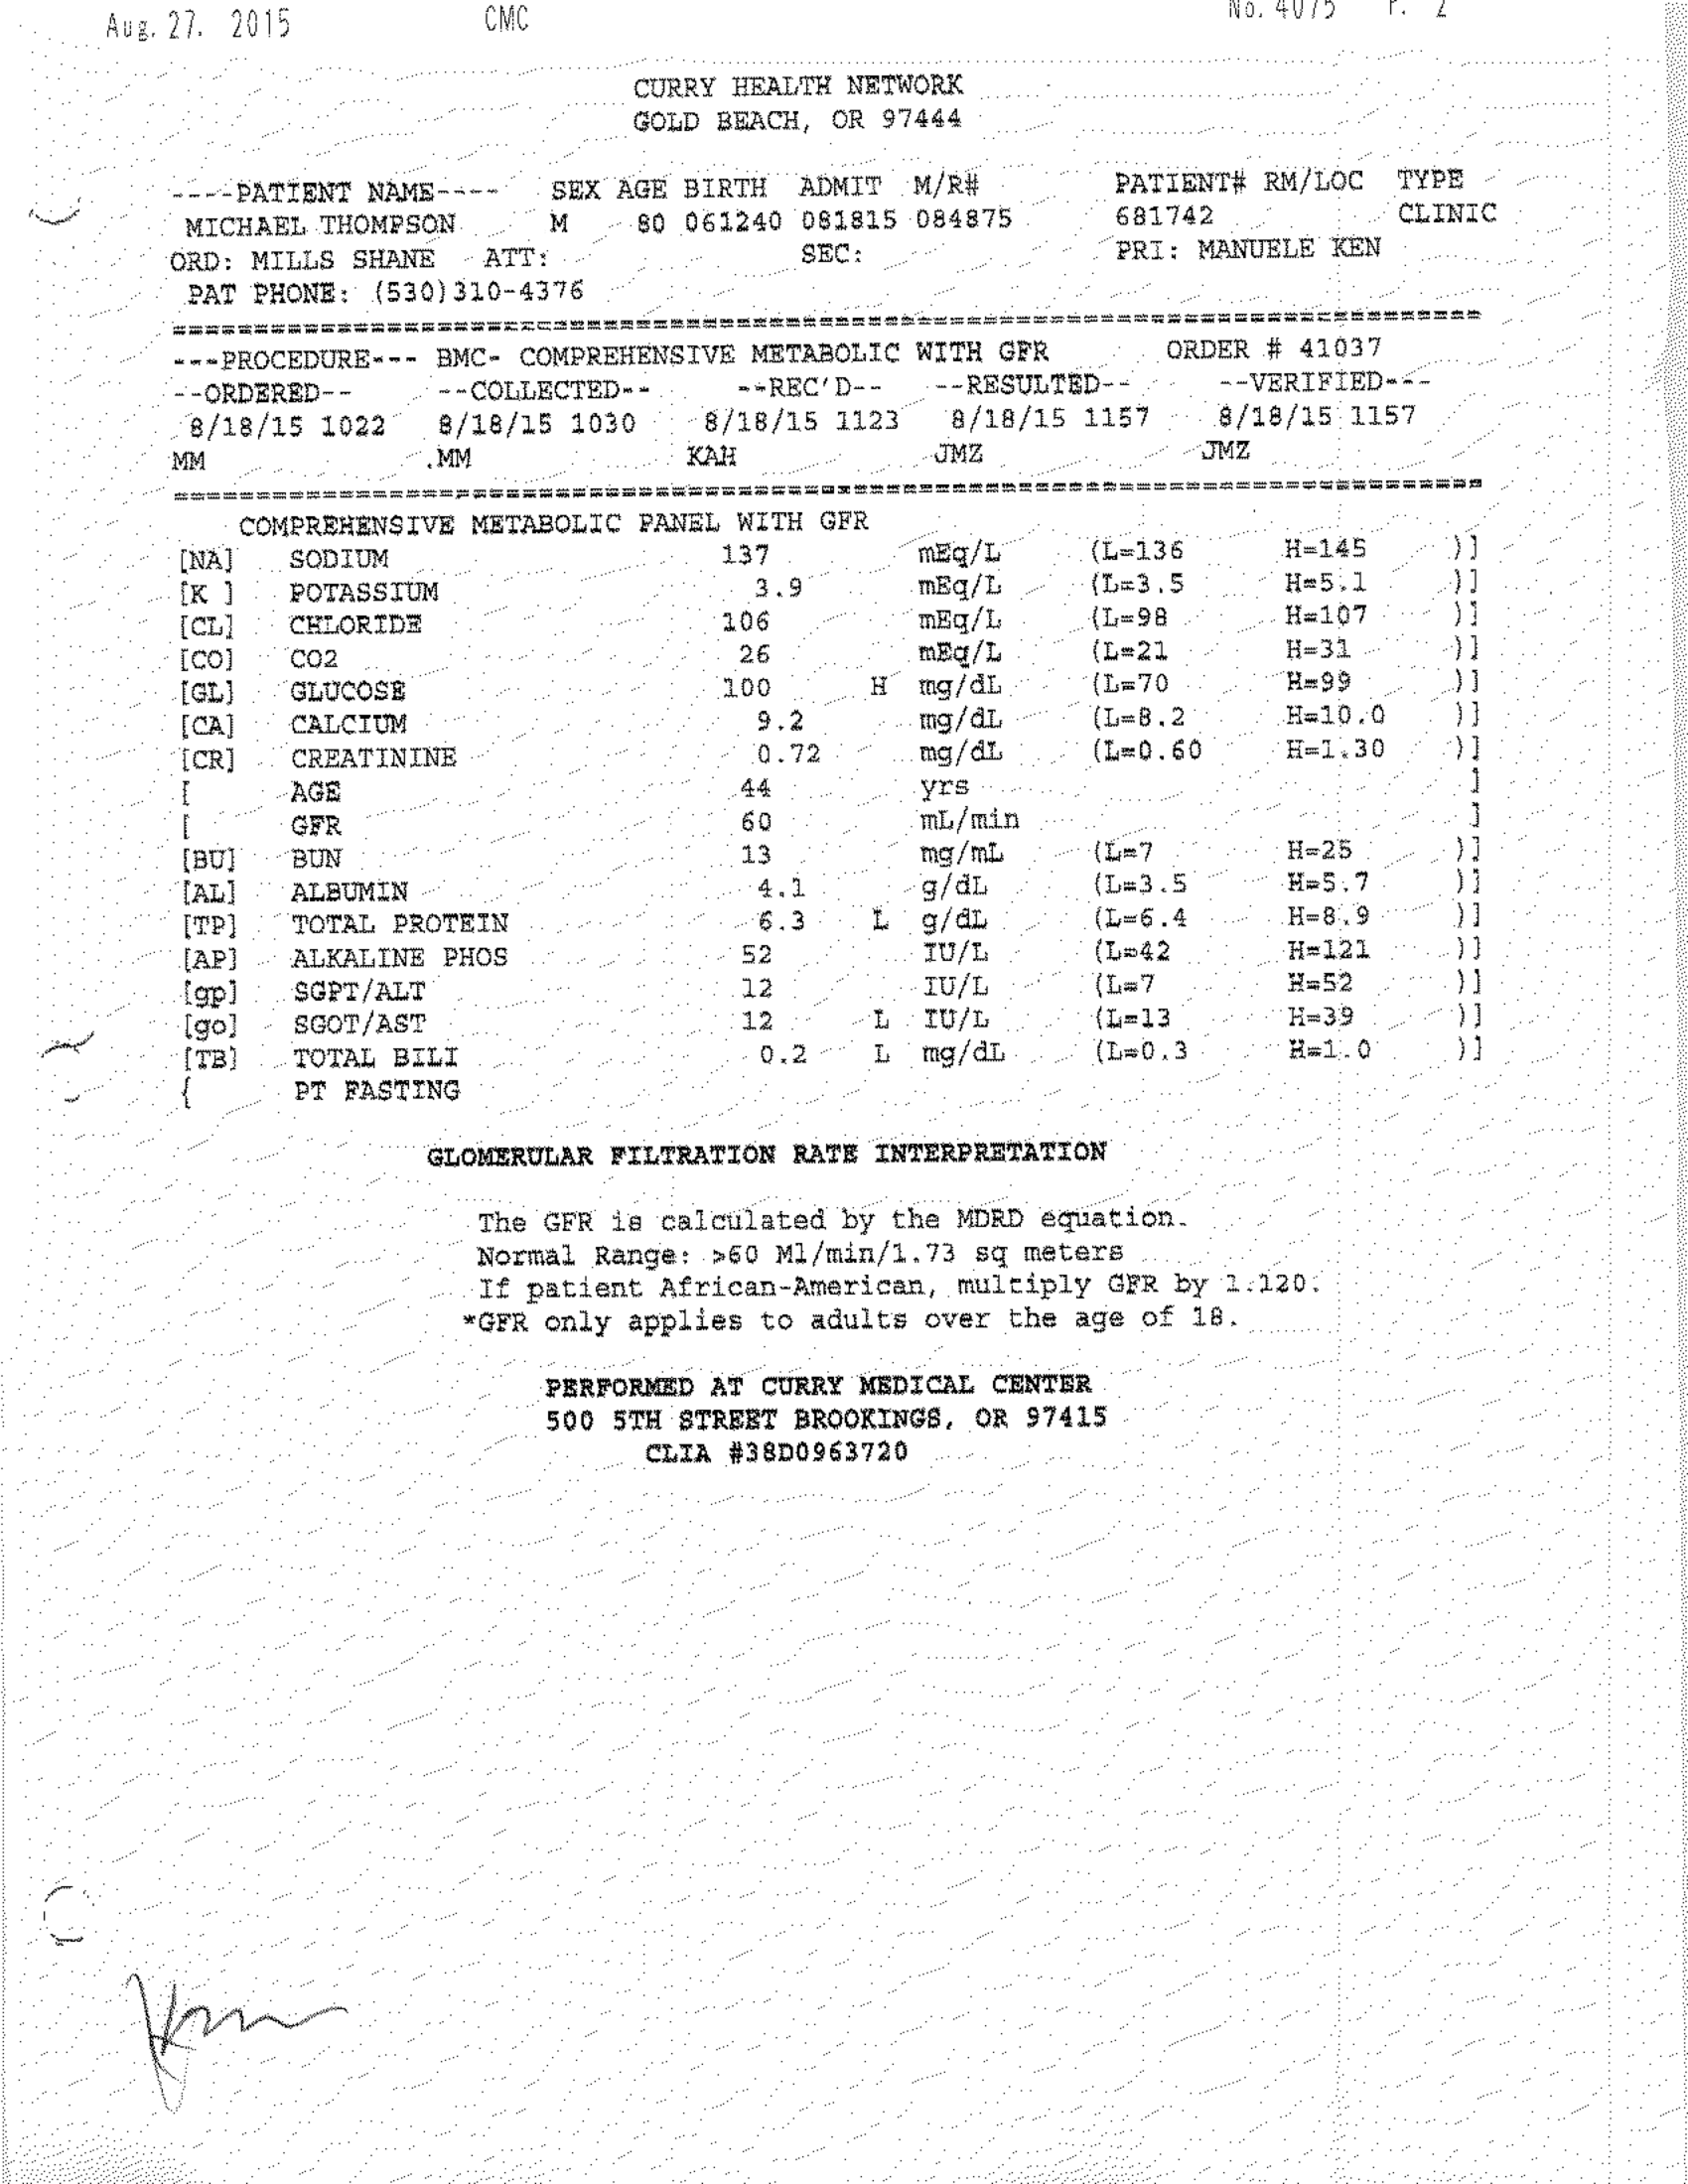 Aug. 27. 2015 CMC No. 4075 P. 2
CURRY HEALTH NETWORK
GOLD BEACH, OR 97444
----PATIENT NAME---- SEX AGE BIRTH ADMIT M/R# PATIENT# RM/LOC TYPE
MICHAEL THOMPSON M 80 061240 081815 084875 681742 CLINIC
ORD: MILLS SHANE ATT: SEC: PRI: MANUELE KEN
PAT PHONE: (530)310-4376
================================================================================
---PROCEDURE--- BMC- COMPREHENSIVE METABOLIC WITH GFR ORDER # 41037
--ORDERED-- --COLLECTED-- --REC'D-- --RESULTED-- --VERIFIED---
8/18/15 1022 8/18/15 1030 8/18/15 1123 8/18/15 1157 8/18/15 1157
MM .MM KAH JMZ JMZ
================================================================================
COMPREHENSIVE METABOLIC PANEL WITH GFR
[NA] SODIUM 137 mEq/L (L=136 H=145 )]
[K ] POTASSIUM 3.9 mEq/L (L=3.5 H=5.1 )]
[CL] CHLORIDE 106 mEq/L (L=98 H=107 )]
[CO] CO2 26 mEq/L (L=21 H=31 )]
[GL] GLUCOSE 100 H mg/dL (L=70 H=99 )]
[CA] CALCIUM 9.2 mg/dL (L=8.2 H=10.0 )]
[CR] CREATININE 0.72 mg/dL (L=0.60 H=1.30 )]
[ AGE 44 yrs ]
[ GFR 60 mL/min ]
[BU] BUN 13 mg/mL (L=7 H=25 )]
[AL] ALBUMIN 4.1 g/dL (L=3.5 H=5.7 )]
[TP] TOTAL PROTEIN 6.3 L g/dL (L=6.4 H=8.9 )]
[AP] ALKALINE PHOS 52 IU/L (L=42 H=121 )]
[gp] SGPT/ALT 12 IU/L (L=7 H=52 )]
[go] SGOT/AST 12 L IU/L (L=13 H=39 )]
[TB] TOTAL BILI 0.2 L mg/dL (L=0.3 H=1.0 )]
{ PT FASTING
GLOMERULAR FILTRATION RATE INTERPRETATION
The GFR is calculated by the MDRD equation.
Normal Range: >60 Ml/min/1.73 sq meters
If patient African-American, multiply GFR by 1.120.
*GFR only applies to adults over the age of 18.
PERFORMED AT CURRY MEDICAL CENTER
500 5TH STREET BROOKINGS, OR 97415
CLIA #38D0963720